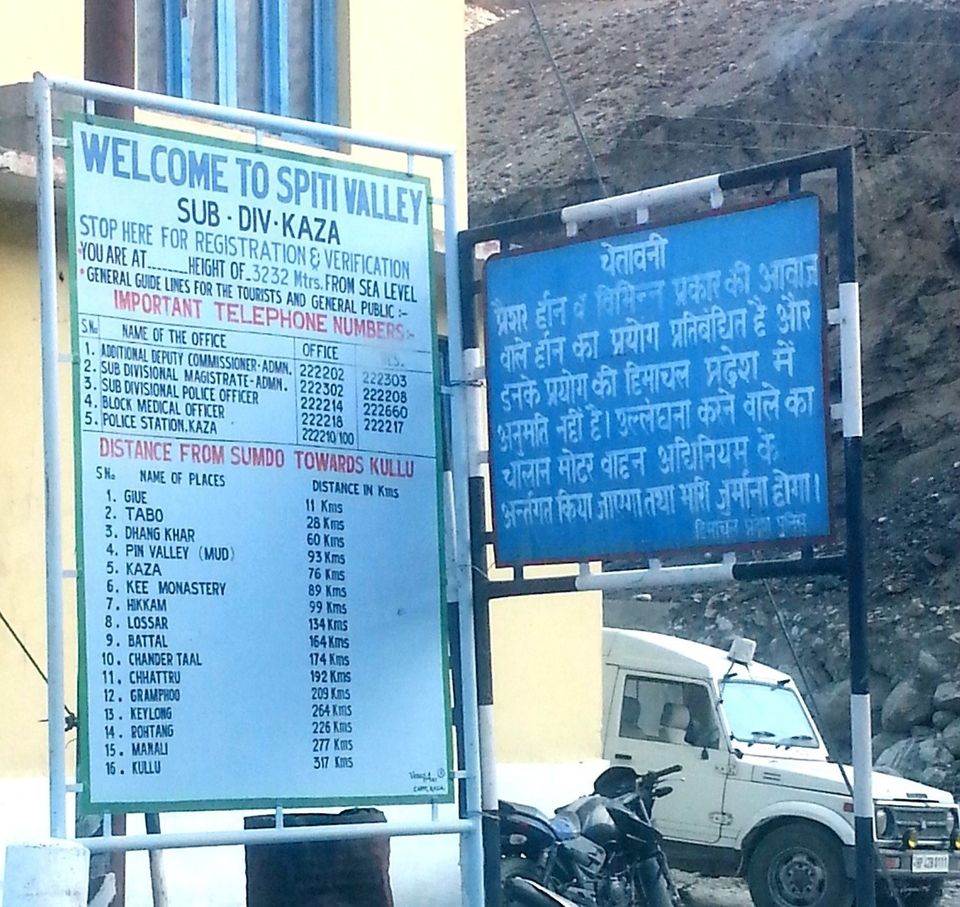 WELCOME TO SPITI VALLEY
SUB · DIV · KAZA
STOP HERE FOR REGISTRATION & VERIFICATION
•YOU ARE AT______HEIGHT OF_3232 Mtrs. FROM SEA LEVEL
• GENERAL GUIDE LINES FOR THE TOURISTS AND GENERAL PUBLIC :-
IMPORTANT TELEPHONE NUMBERS:-
S.No NAME OF THE OFFICE OFFICE
1. ADDITIONAL DEPUTY COMMISSIONER-ADMN. 222202 222303
2. SUB DIVISIONAL MAGISTRATE-ADMN. 222302 222208
3. SUB DIVISIONAL POLICE OFFICER 222214 222660
4. BLOCK MEDICAL OFFICER 222218 222217
5. POLICE STATION, KAZA 222210/100
DISTANCE FROM SUMDO TOWARDS KULLU
S No NAME OF PLACES DISTANCE IN Kms
1. GIUE 11 Kms
2. TABO 28 Kms
3. DHANG KHAR 60 Kms
4. PIN VALLEY (MUD) 93 Kms
5. KAZA 76 Kms
6. KEE MONASTERY 89 Kms
7. HIKKAM 99 Kms
8. LOSSAR 134 Kms
9. BATTAL 164 Kms
10. CHANDER TAAL 174 Kms
11. CHHATTRU 192 Kms
12. GRAMPHOO 209 Kms
13. KEYLONG 264 Kms
14. ROHTANG 226 Kms
15. MANALI 277 Kms
16. KULLU 317 Kms
चेतावनी
प्रैशर हॉर्न व विभिन्न प्रकार की आवाज
वाले हॉर्न का प्रयोग प्रतिबंधित है और
इनके प्रयोग की हिमाचल प्रदेश में
अनुमति नहीं है। उल्लंघना करने वाले का
चालान मोटर वाहन अधिनियम के
अर्न्तगत किया जाएगा तथा भारी जुर्माना होगा।
हिमाचल प्रदेश पुलिस